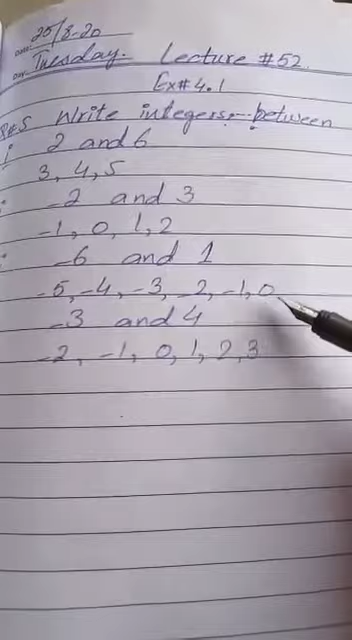 Date: 25/8-20
Day: Tuesday. Lecture #52.
Ex# 4.1
Write integers between
i 2 and 6
3, 4, 5
-2 and 3
-1, 0, 1, 2
-6 and 1
-5, -4, -3, -2, -1, 0
-3 and 4
-2, -1, 0, 1, 2, 3